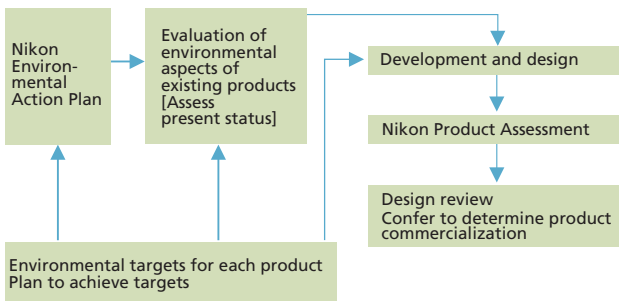 Nikon
Environ-
mental
Action Plan
Evaluation of
environmental
aspects of
existing products
[Assess
present status]
Development and design
Nikon Product Assessment
Design review
Confer to determine product
commercialization
Environmental targets for each product
Plan to achieve targets